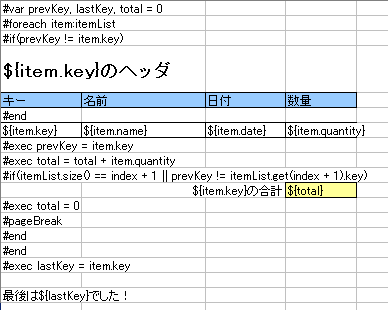 #var prevKey, lastKey, total = 0
#foreach item:itemList
#if(prevKey != item.key)
${item.key}のヘッダ
キー 名前 日付 数量
#end
${item.key} ${item.name} ${item.date} ${item.quantity}
#exec prevKey = item.key
#exec total = total + item.quantity
#if(itemList.size() == index + 1 || prevKey != itemList.get(index + 1).key)
${item.key}の合計 ${total}
#exec total = 0
#pageBreak
#end
#end
#exec lastKey = item.key
最後は${lastKey}でした！